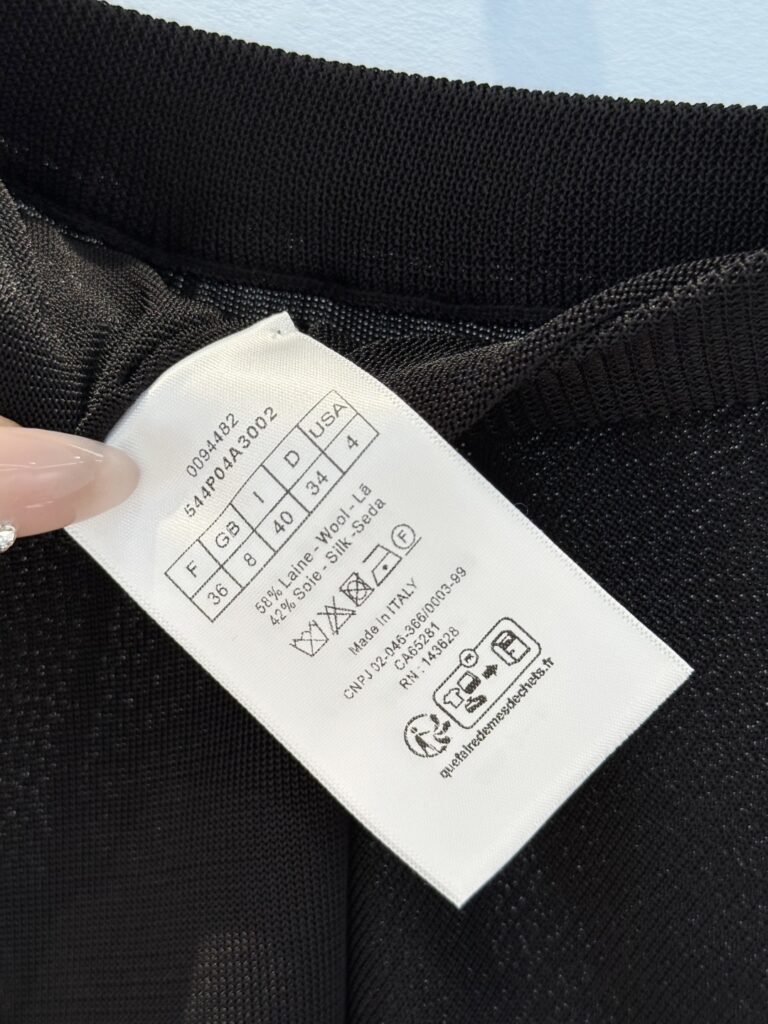 0094482
544P04A3002
F GB I D USA
36 8 40 34 4
58% Laine - Wool - Lã
42% Soie - Silk -Seda
F
Made in ITALY
CNPJ 02-046-366/0003-99
CA65281
RN : 143628
FR
quefairedemesdechets.fr